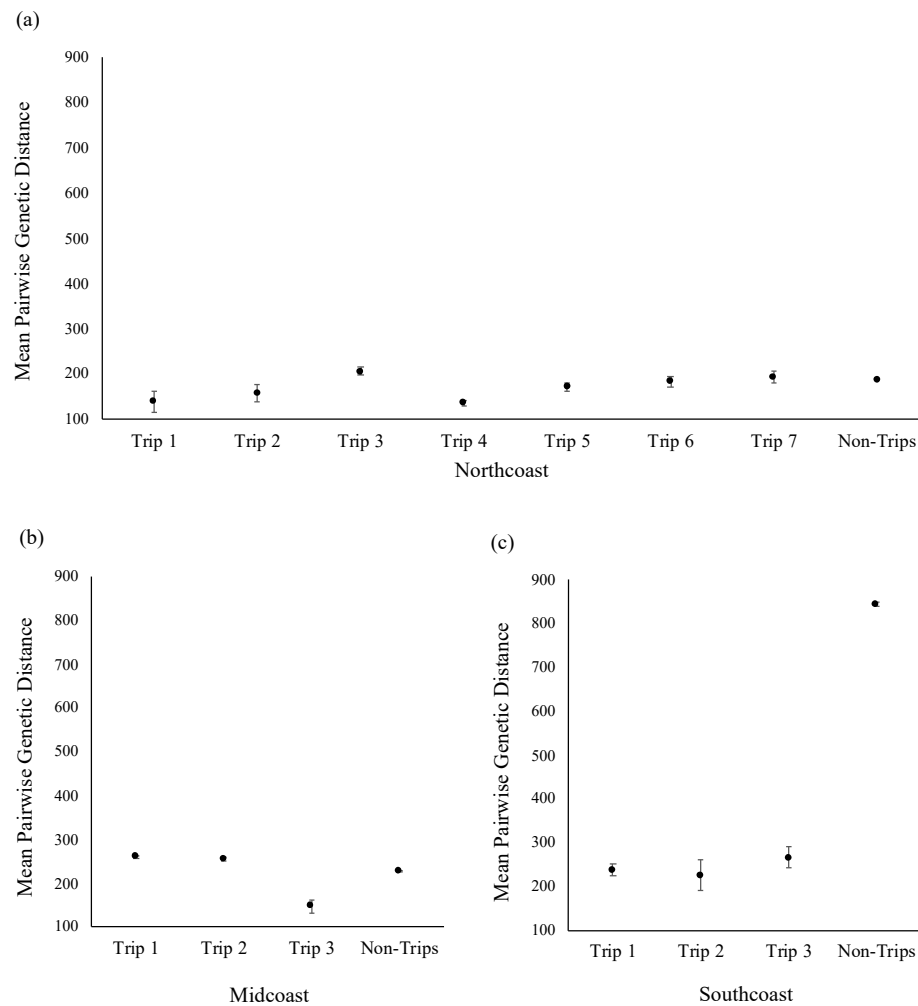 (a)
Mean Pairwise Genetic Distance
900
800
700
600
500
400
300
200
100
Trip 1 Trip 2 Trip 3 Trip 4 Trip 5 Trip 6 Trip 7 Non-Trips
Northcoast
(b)
Mean Pairwise Genetic Distance
900
800
700
600
500
400
300
200
100
Trip 1 Trip 2 Trip 3 Non-Trips
Midcoast
(c)
Mean Pairwise Genetic Distance
900
800
700
600
500
400
300
200
100
Trip 1 Trip 2 Trip 3 Non-Trips
Southcoast